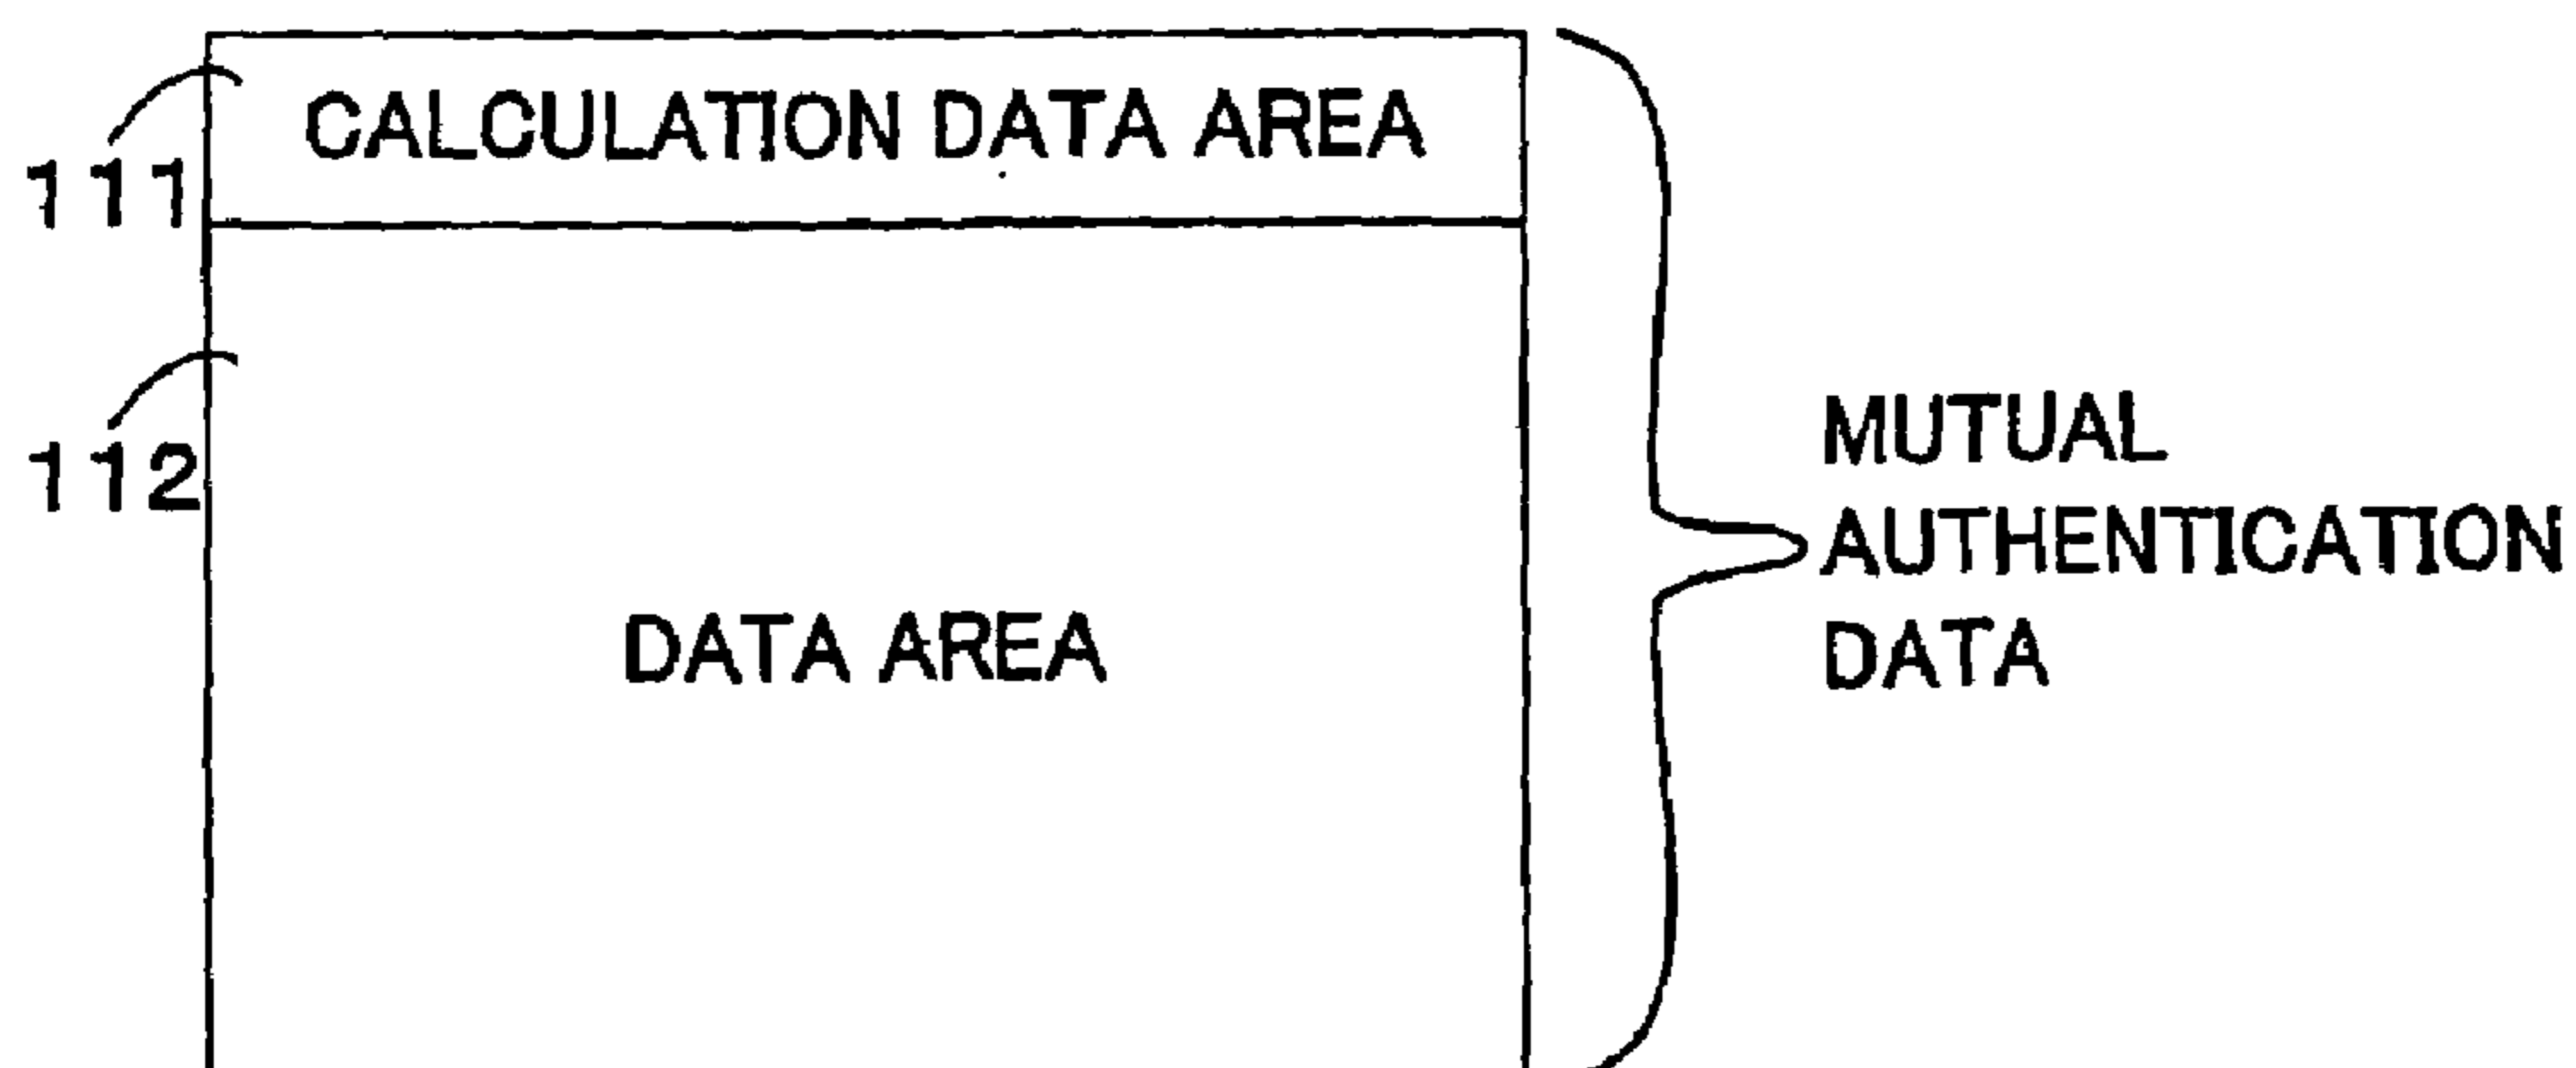 CALCULATION DATA AREA
111
112
MUTUAL
AUTHENTICATION
DATA
DATA AREA